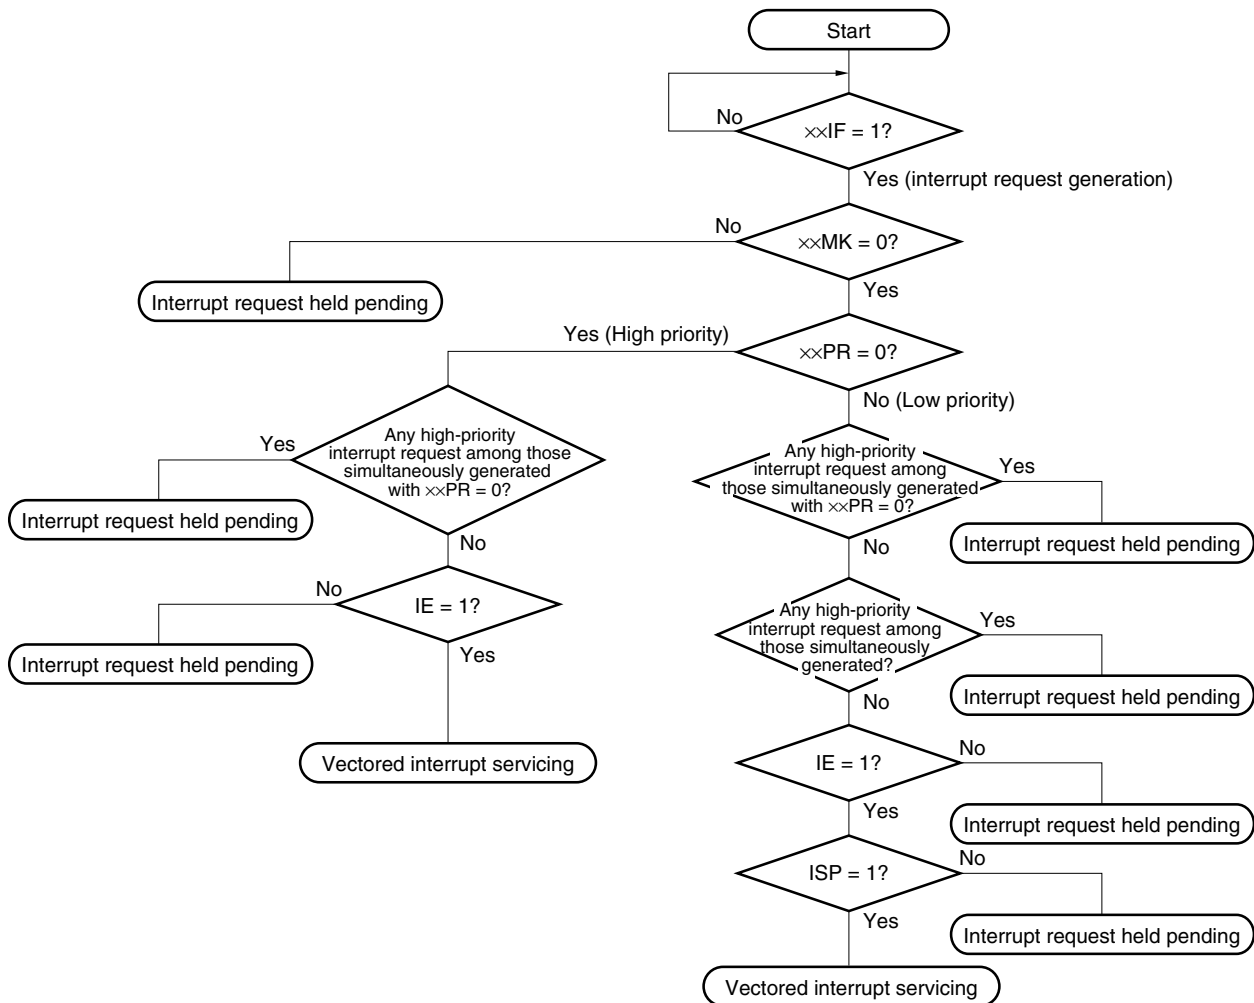 Start
No
××IF = 1?
Yes (interrupt request generation)
No
××MK = 0?
Interrupt request held pending
Yes
Yes (High priority)
××PR = 0?
No (Low priority)
Yes
Any high-priority
interrupt request among those
simultaneously generated
with ××PR = 0?
Any high-priority
interrupt request among
those simultaneously generated
with ××PR = 0?
Yes
Interrupt request held pending
No
Interrupt request held pending
No
No
IE = 1?
Any high-priority
interrupt request among
those simultaneously
generated?
Yes
Interrupt request held pending
Yes
Interrupt request held pending
No
Vectored interrupt servicing
IE = 1?
No
Yes
Interrupt request held pending
ISP = 1?
No
Yes
Interrupt request held pending
Vectored interrupt servicing